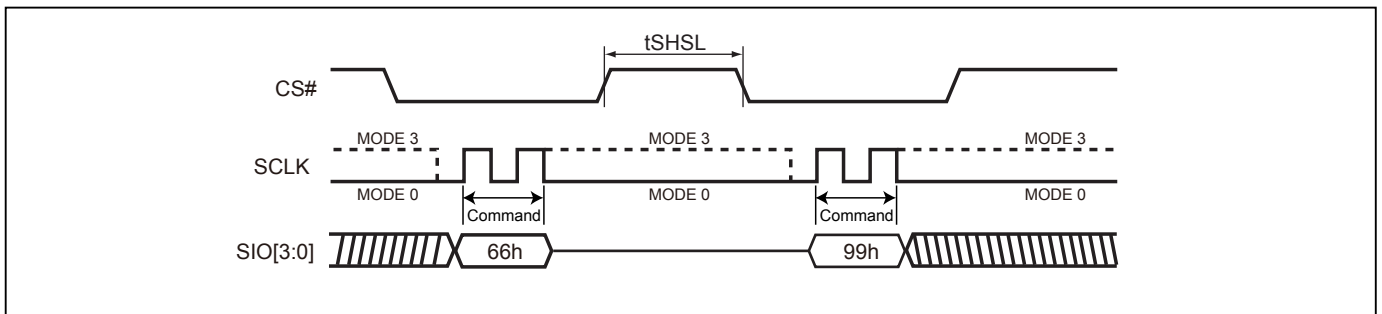 tSHSL
CS#
MODE 3 MODE 3 MODE 3
SCLK
MODE 0 MODE 0 MODE 0
Command Command
SIO[3:0] 66h 99h